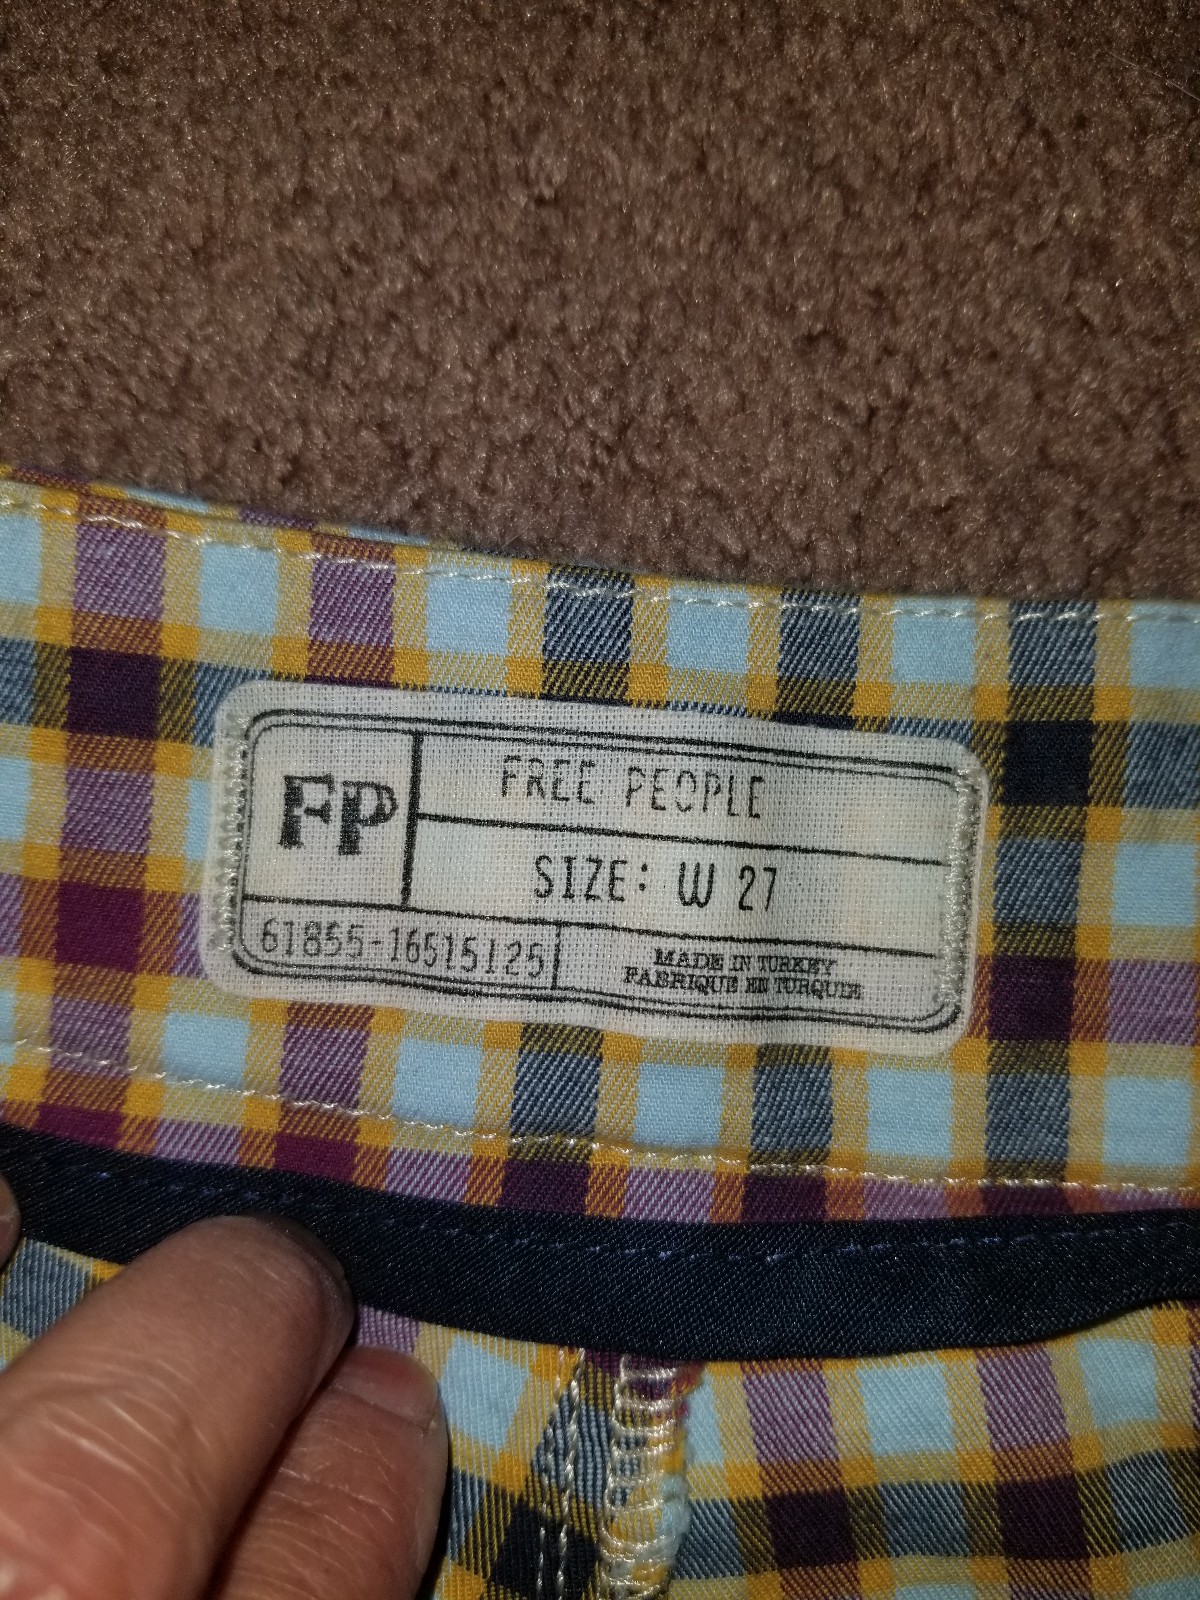 FP
FREE PEOPLE
SIZE: W 27
61855-16515125
MADE IN TURKEY
FABRIQUE EN TURQUIE